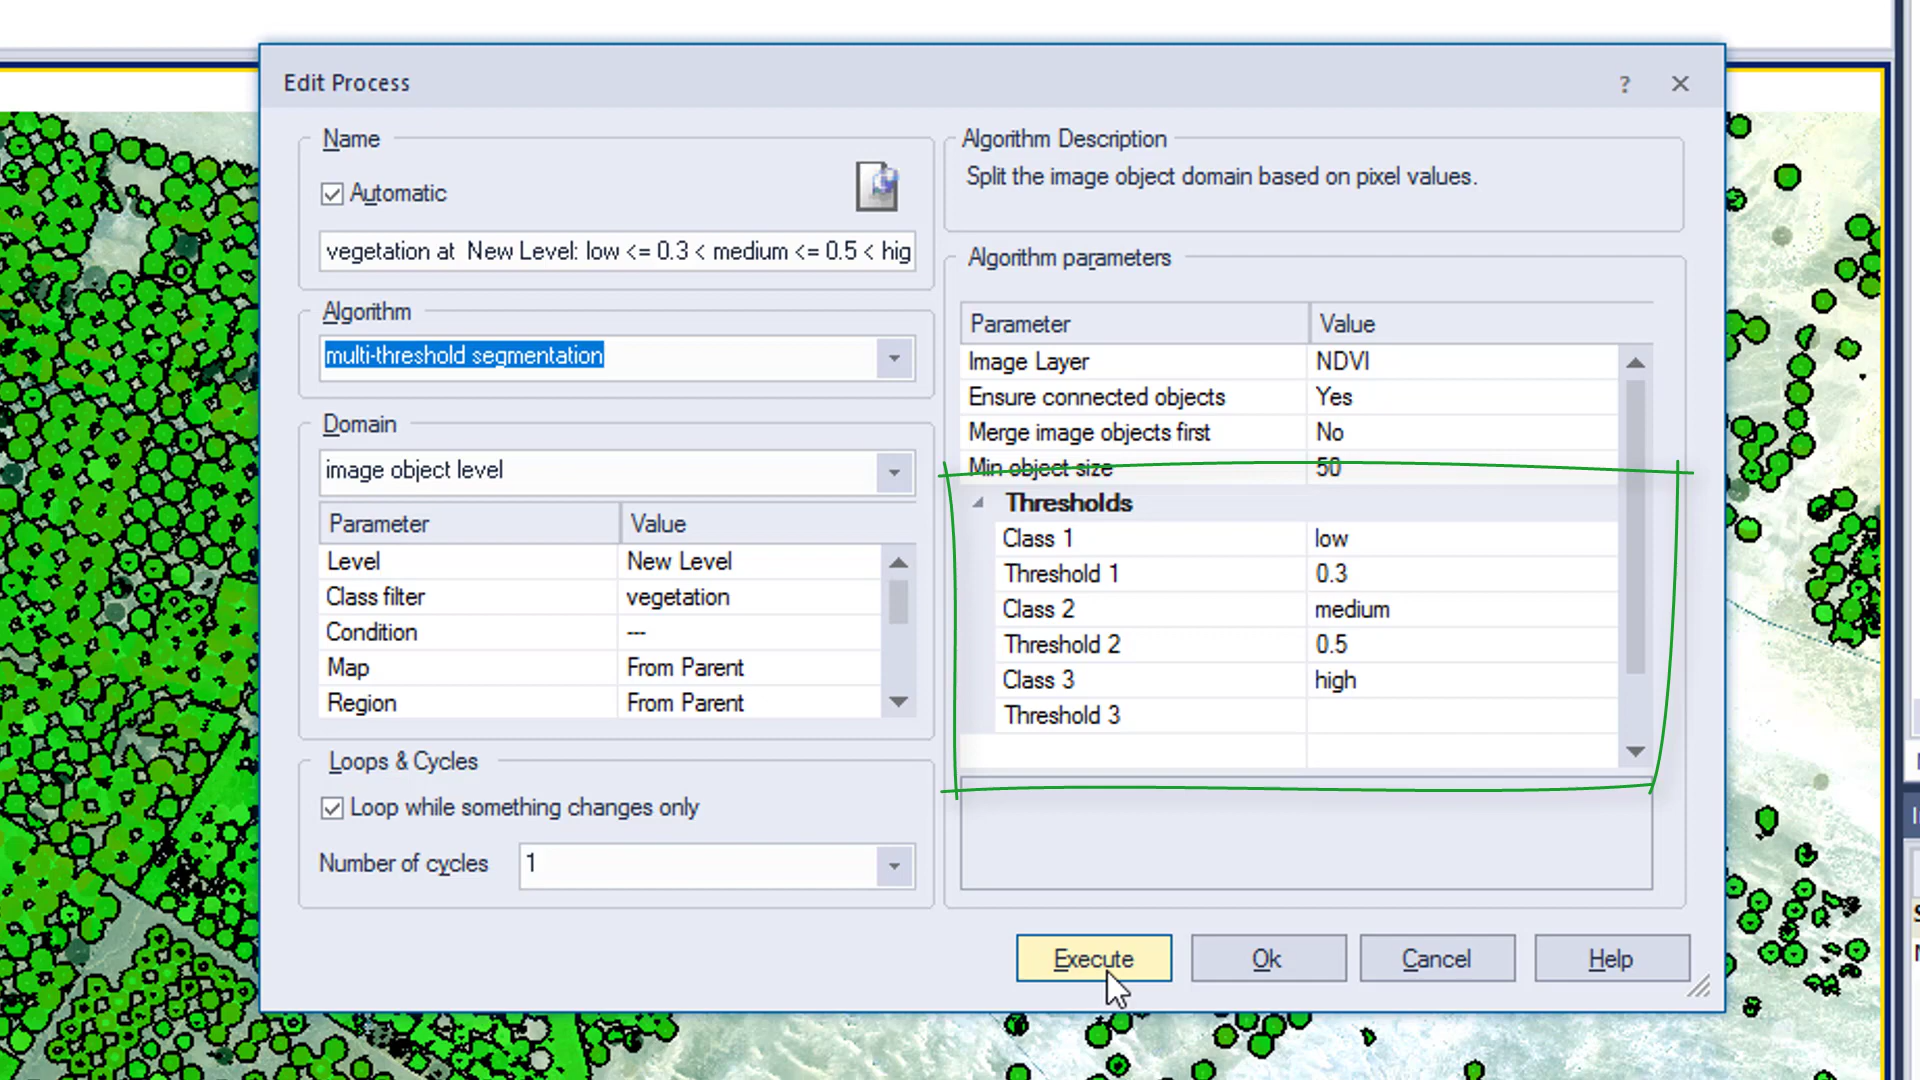 Edit Process
?
Name
Automatic
vegetation at  New Level: low <= 0.3 < medium <= 0.5 < hig
Algorithm
multi-threshold segmentation
Domain
image object level
Parameter Value
Level New Level
Class filter vegetation
Condition ---
Map From Parent
Region From Parent
Loops & Cycles
Loop while something changes only
Number of cycles 1
Algorithm Description
Split the image object domain based on pixel values.
Algorithm parameters
Parameter Value
Image Layer NDVI
Ensure connected objects Yes
Merge image objects first No
Min object size 50
Thresholds
Class 1 low
Threshold 1 0.3
Class 2 medium
Threshold 2 0.5
Class 3 high
Threshold 3
Execute Ok Cancel Help